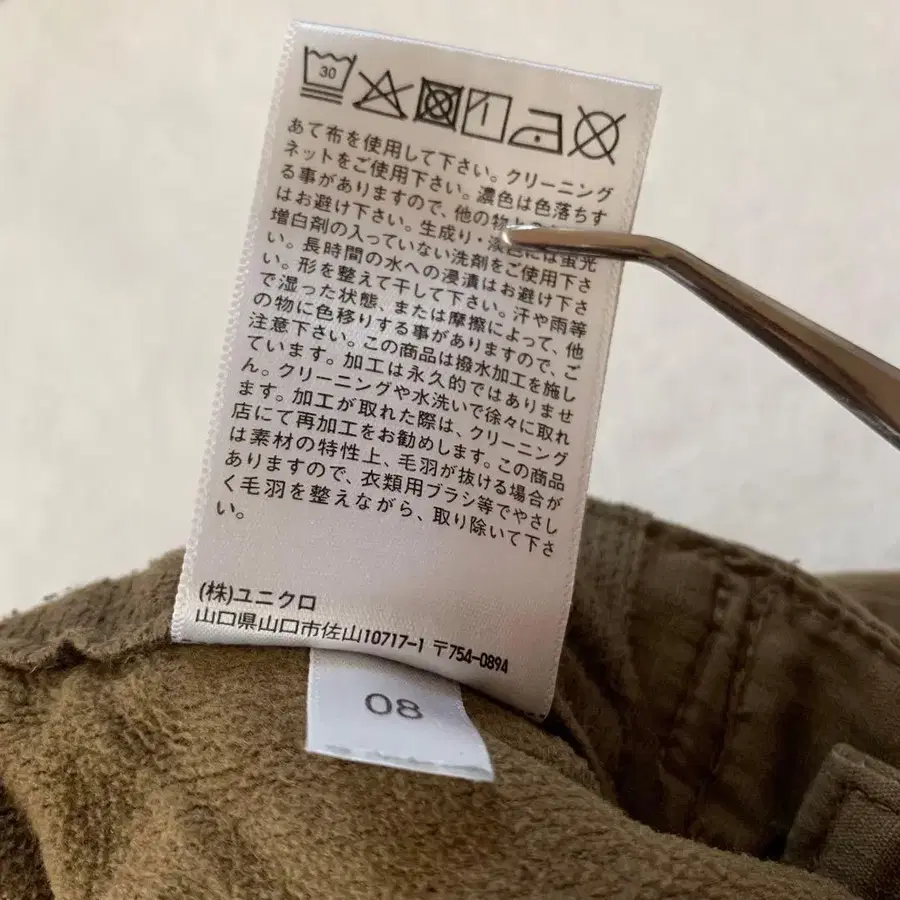 30
あて布を使用して下さい。クリーニング
ネットをご使用下さい。濃色は色落ちす
る事がありますので、他の物
はお避け下さい。生成り・淡色には蛍光
増白剤の入っていない洗剤をご使用下さ
い。長時間の水への浸漬はお避け下さ
い。形を整えて干して下さい。汗や雨等
で湿った状態、または摩擦によって、他
の物に色移りする事がありますので、ご
注意下さい。この商品は撥水加工を施し
ています。加工は永久的ではありませ
ん。クリーニングや水洗いで徐々に取れ
ます。加工が取れた際は、クリーニング
店にて再加工をお勧めします。この商品
は素材の特性上、毛羽が抜ける場合が
ありますので、衣類用ブラシ等でやさし
く毛羽を整えながら、取り除いて下さ
い。
(株)ユニクロ
山口県山口市佐山10717-1 〒754-0894
08